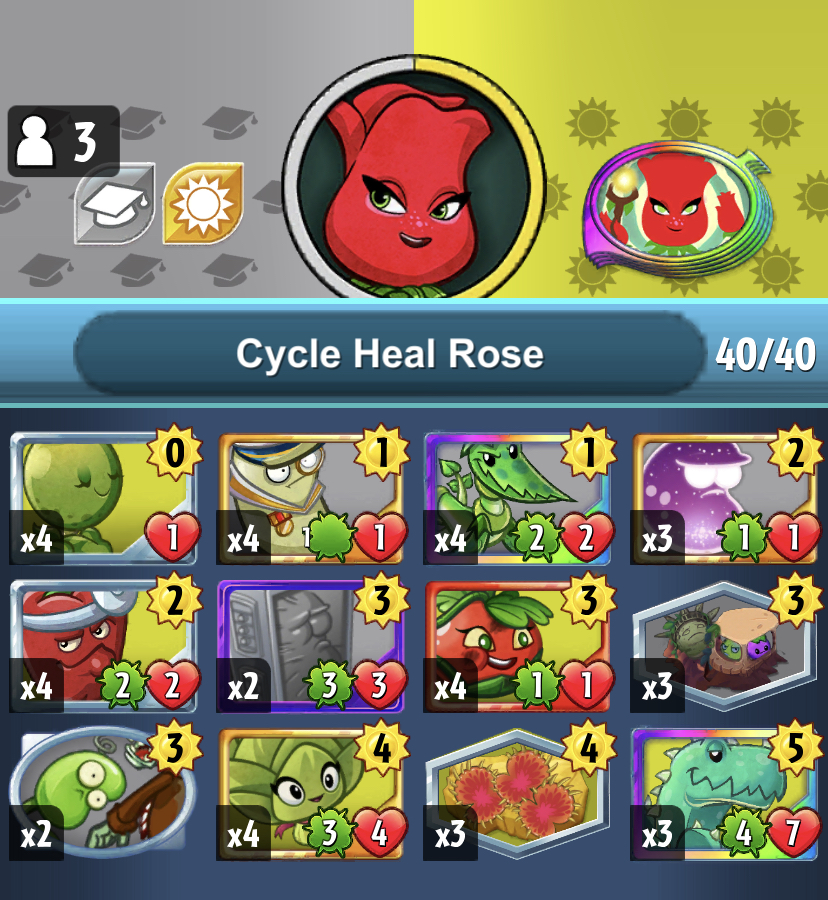 3
Cycle Heal Rose 40/40
0 1 1 2
x4 1 x4 1 1 x4 2 2 x3 1 1
2 3 3 3
x4 2 2 x2 3 3 x4 1 1 x3
3 4 4 5
x2 x4 3 4 x3 x3 4 7